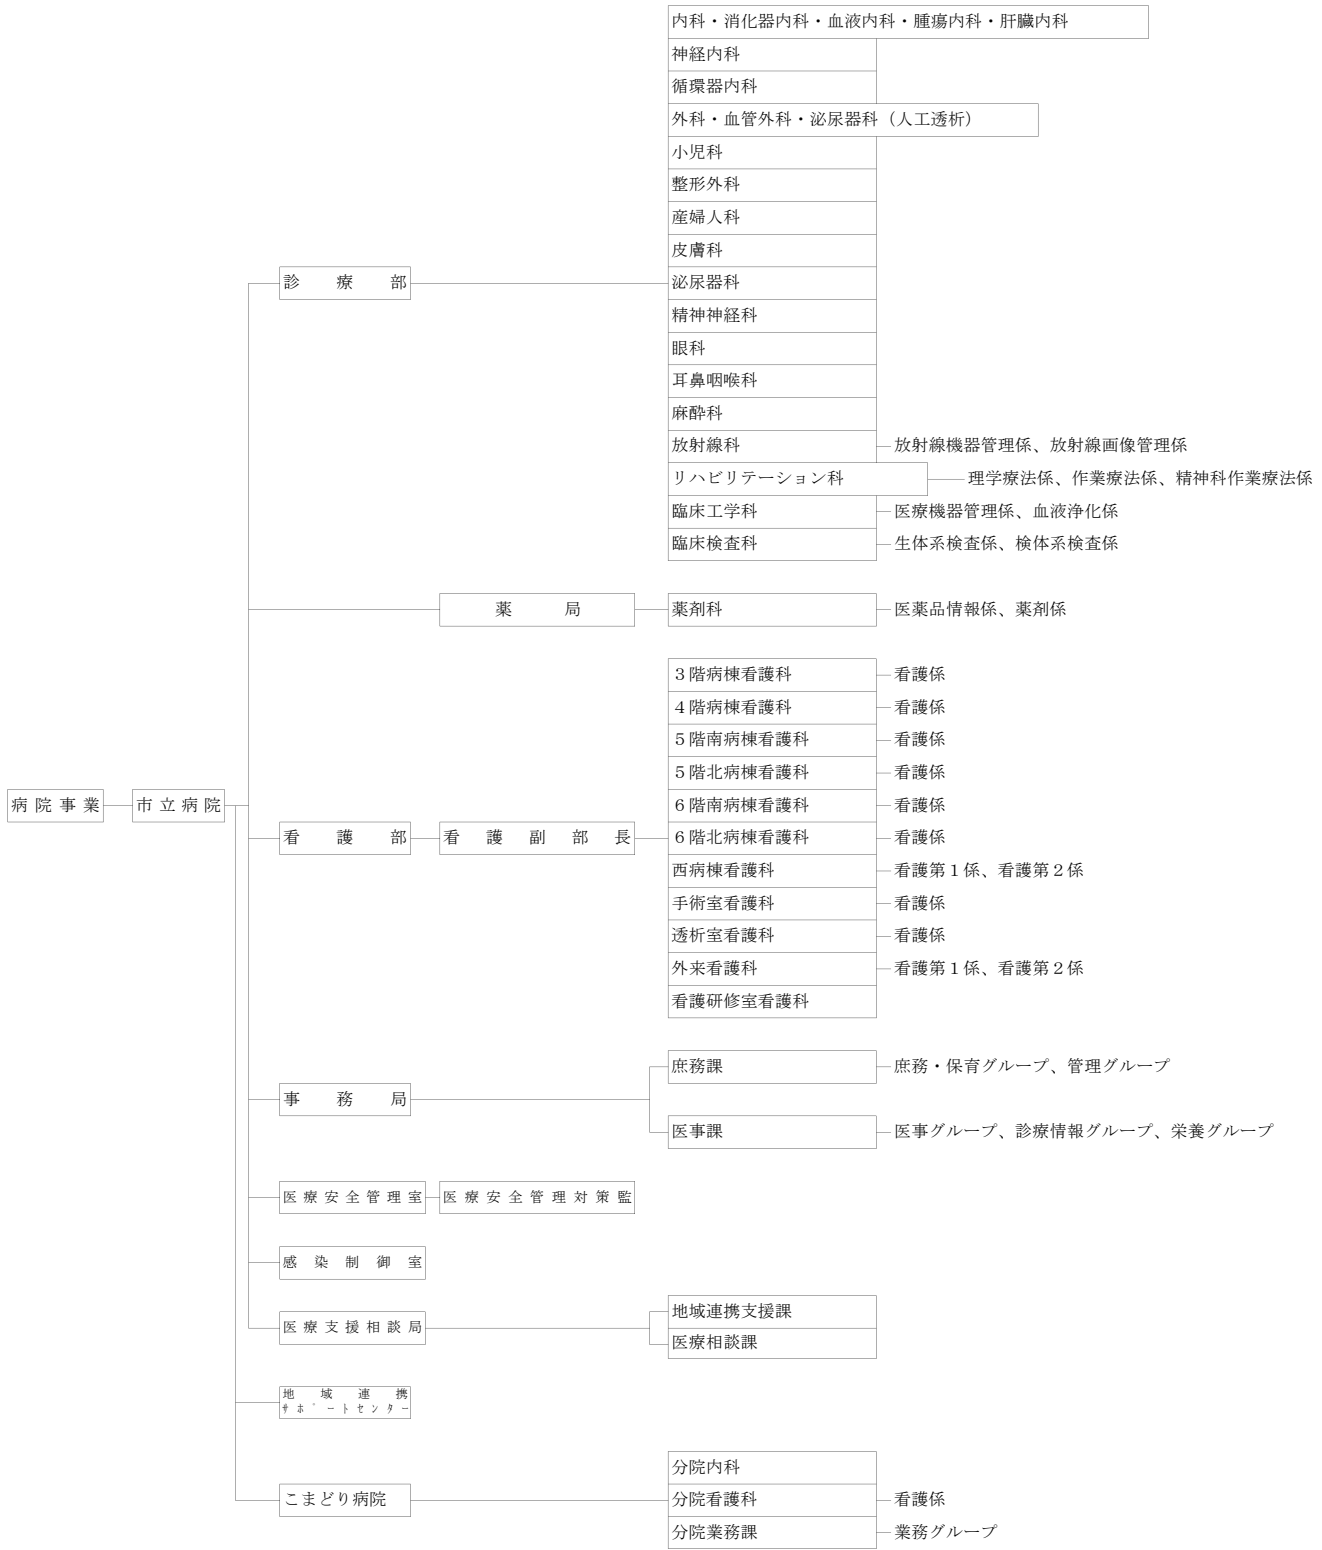 内科・消化器内科・血液内科・腫瘍内科・肝臓内科
神経内科
循環器内科
外科・血管外科・泌尿器科（人工透析）
小児科
整形外科
産婦人科
皮膚科
診療部
泌尿器科
精神神経科
眼科
耳鼻咽喉科
麻酔科
放射線科 放射線機器管理係、放射線画像管理係
リハビリテーション科 理学療法係、作業療法係、精神科作業療法係
臨床工学科 医療機器管理係、血液浄化係
臨床検査科 生体系検査係、検体系検査係
薬局 薬剤科 医薬品情報係、薬剤係
３階病棟看護科 看護係
４階病棟看護科 看護係
５階南病棟看護科 看護係
５階北病棟看護科 看護係
病院事業 市立病院 ６階南病棟看護科 看護係
看護部 看護副部長 ６階北病棟看護科 看護係
西病棟看護科 看護第１係、看護第２係
手術室看護科 看護係
透析室看護科 看護係
外来看護科 看護第１係、看護第２係
看護研修室看護科
庶務課 庶務・保育グループ、管理グループ
事務局
医事課 医事グループ、診療情報グループ、栄養グループ
医療安全管理室 医療安全管理対策監
感染制御室
地域連携支援課
医療支援相談局
医療相談課
地域連携
ｻﾎﾟｰﾄｾﾝﾀｰ
分院内科
こまどり病院 分院看護科 看護係
分院業務課 業務グループ